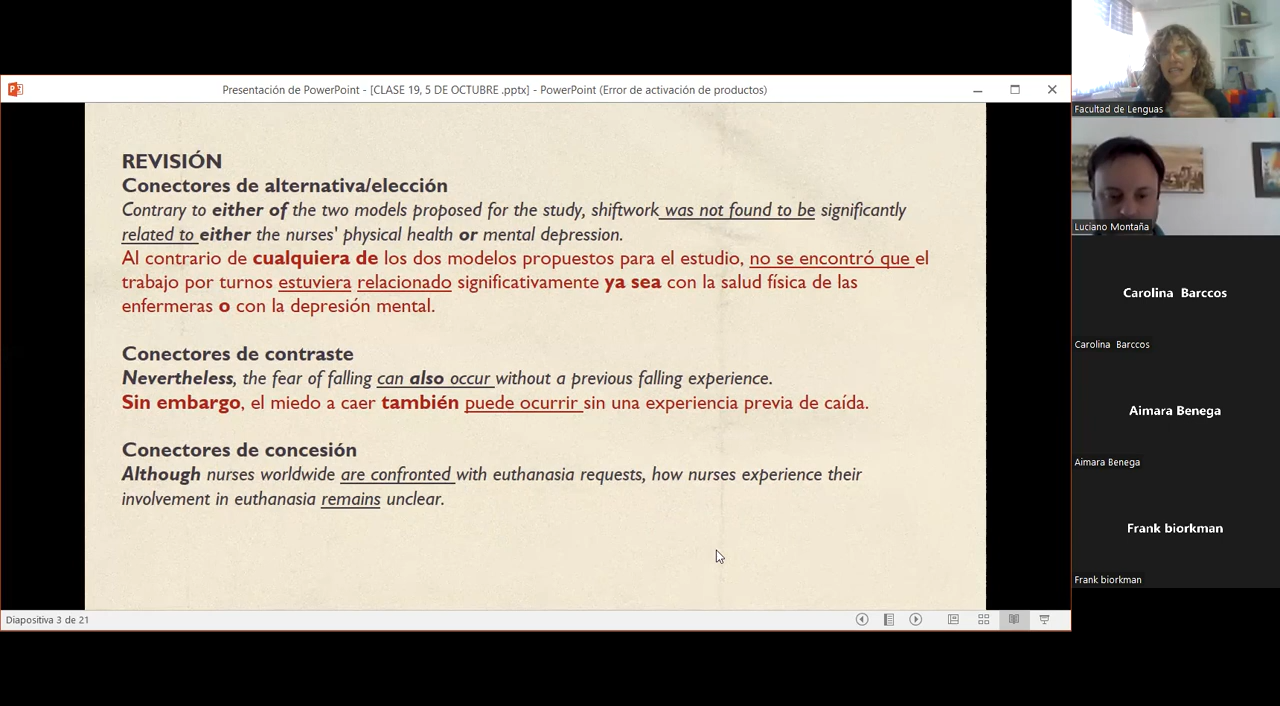 Presentación de PowerPoint - [CLASE 19, 5 DE OCTUBRE .pptx] - PowerPoint (Error de activación de productos)
REVISIÓN
Conectores de alternativa/elección
Contrary to either of the two models proposed for the study, shiftwork was not found to be significantly
related to either the nurses' physical health or mental depression.
Al contrario de cualquiera de los dos modelos propuestos para el estudio, no se encontró que el
trabajo por turnos estuviera relacionado significativamente ya sea con la salud física de las
enfermeras o con la depresión mental.
Conectores de contraste
Nevertheless, the fear of falling can also occur without a previous falling experience.
Sin embargo, el miedo a caer también puede ocurrir sin una experiencia previa de caída.
Conectores de concesión
Although nurses worldwide are confronted with euthanasia requests, how nurses experience their
involvement in euthanasia remains unclear.
Diapositiva 3 de 21
Facultad de Lenguas
Luciano Montaña
Carolina Barccos
Carolina Barccos
Aimara Benega
Aimara Benega
Frank biorkman
Frank biorkman